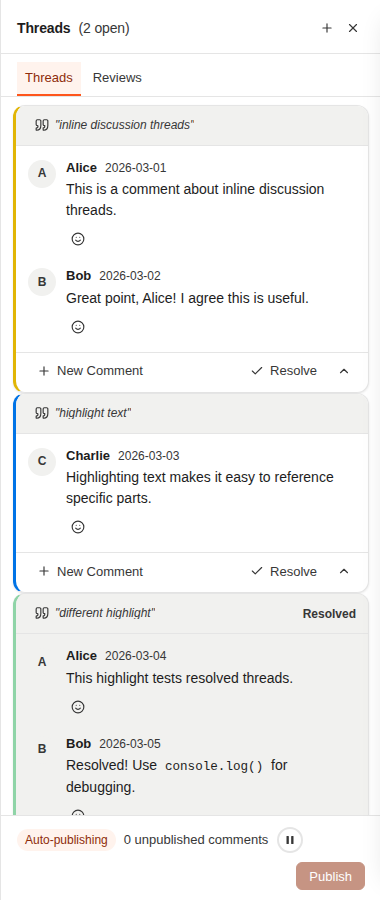 Threads (2 open)
Threads Reviews
"inline discussion threads"
A Alice 2026-03-01
This is a comment about inline discussion
threads.
B Bob 2026-03-02
Great point, Alice! I agree this is useful.
New Comment Resolve
"highlight text"
C Charlie 2026-03-03
Highlighting text makes it easy to reference
specific parts.
New Comment Resolve
"different highlight" Resolved
A Alice 2026-03-04
This highlight tests resolved threads.
B Bob 2026-03-05
Resolved! Use console.log() for
debugging.
Auto-publishing 0 unpublished comments
Publish